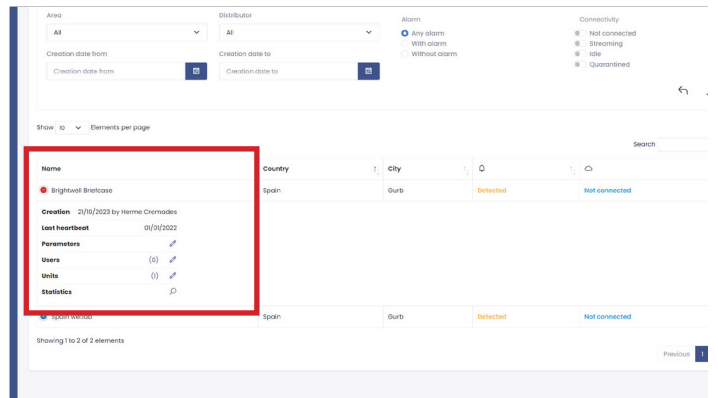 Area Distributor Alarm Connectivity
All All Any alarm Not connected
With alarm Streaming
Creation date from Creation date to Without alarm Idle
Creation date from Creation date to Quarantined
Show 10 Elements per page
Search
Name Country City
Brightwell Briefcase Spain Gurb Detected Not connected
Creation 21/10/2023 by Herme Cremades
Last heartbeat 01/01/2022
Parameters
Users (0)
Units (1)
Statistics
Spain wetlab Spain Gurb Detected Not connected
Showing 1 to 2 of 2 elements
Previous 1